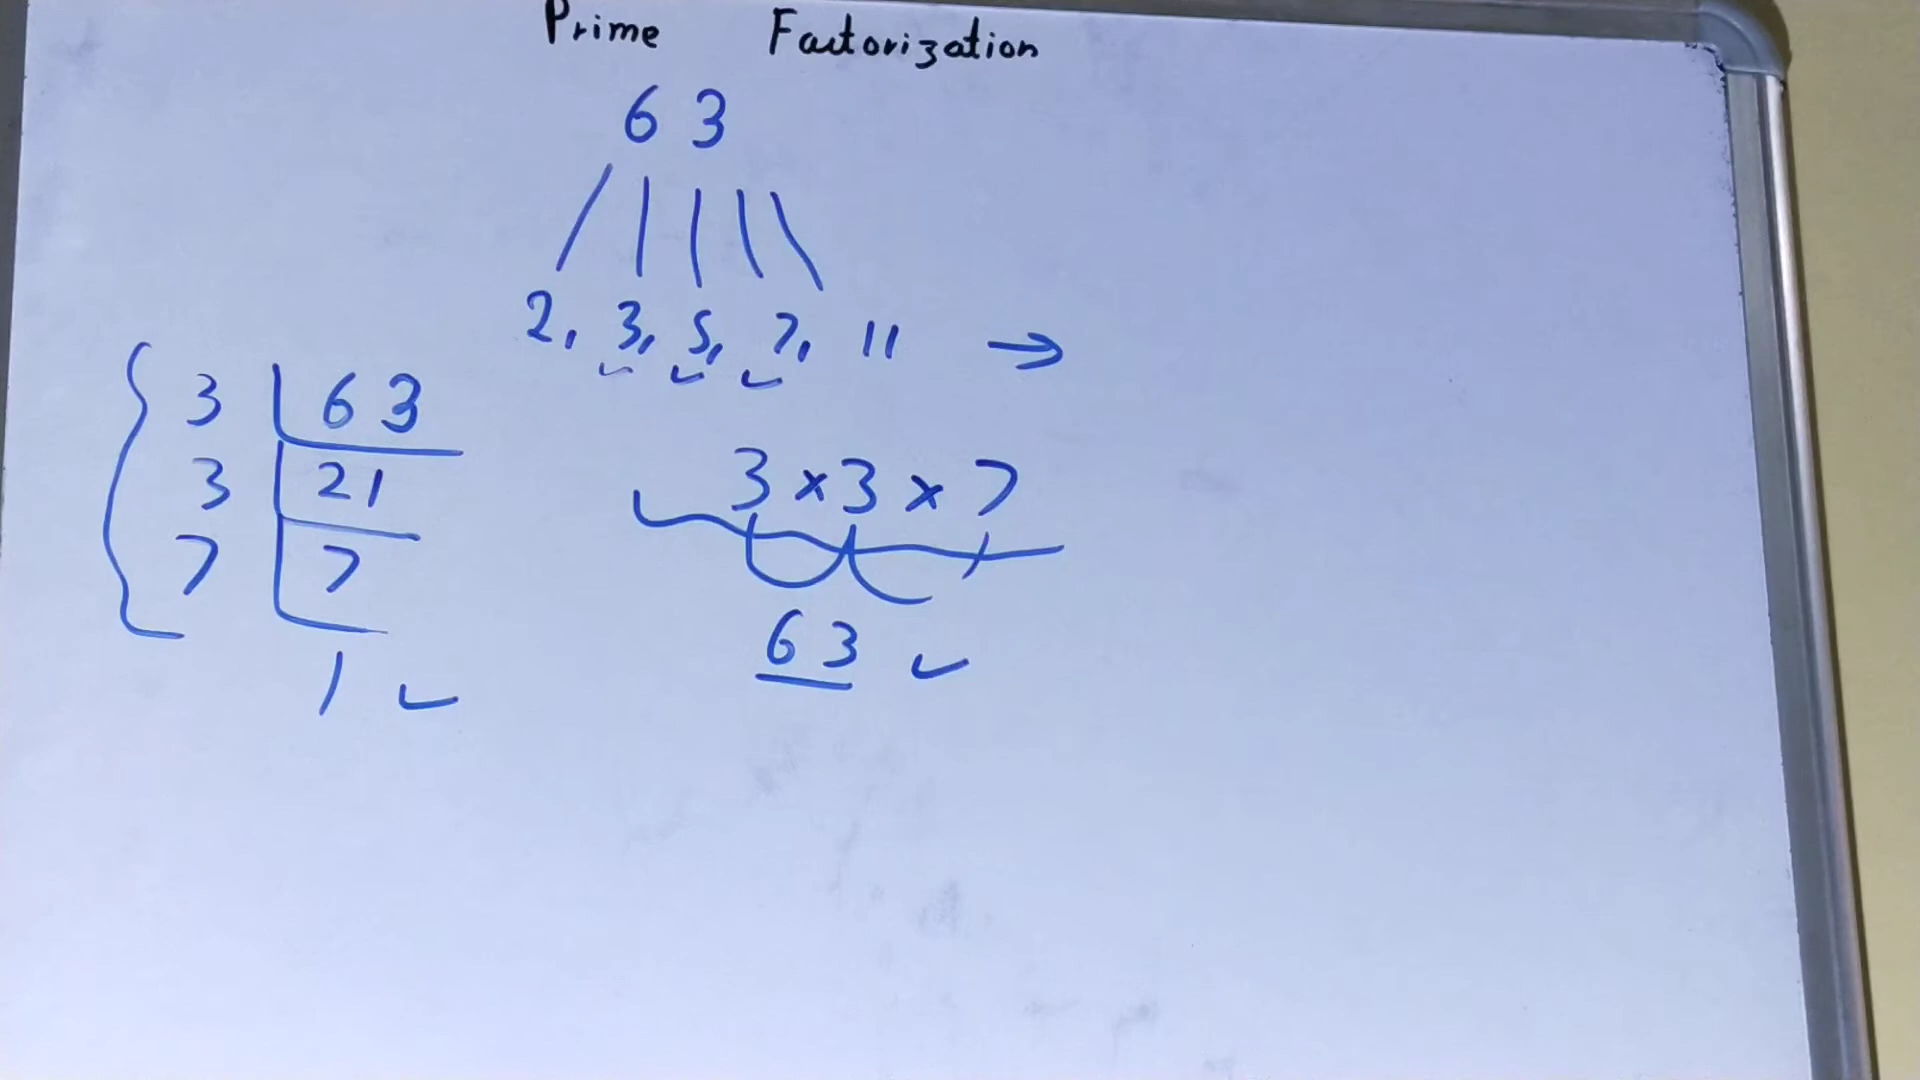 Prime Factorization
63
2, 3, 5, 7, 11 →
3 | 63
3 | 21
7 | 7
1 ✓
3 × 3 × 7
63 ✓